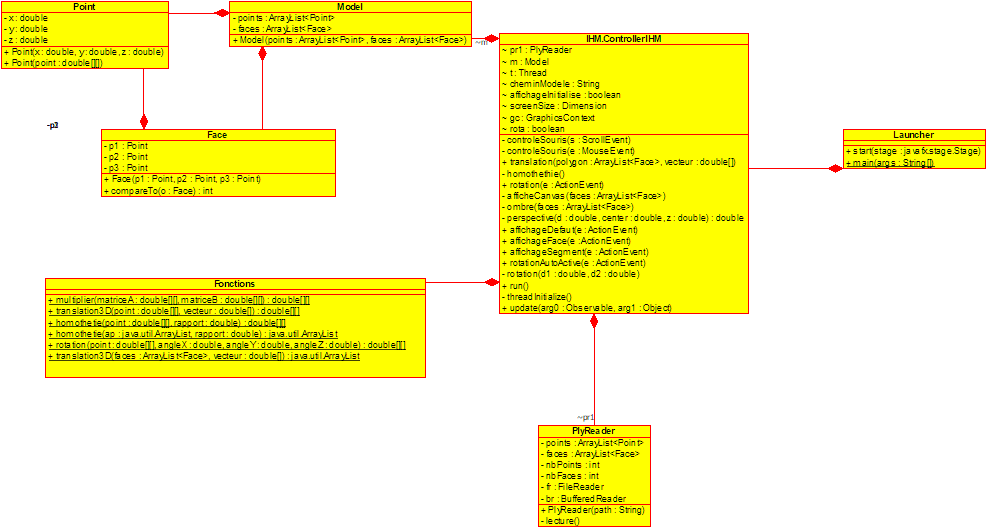 Point
- x : double
- y : double
- z : double
+ Point(x : double, y : double, z : double)
+ Point(point : double[][])
Model
- points : ArrayList<Point>
- faces : ArrayList<Face>
+ Model(points : ArrayList<Point>, faces : ArrayList<Face>)
~m
IHM.ControllerIHM
~ pr1 : PlyReader
~ m : Model
~ t : Thread
~ cheminModele : String
~ affichageInitialise : boolean
~ screenSize : Dimension
~ gc : GraphicsContext
~ rota : boolean
- controleSouris(s : ScrollEvent)
- controleSouris(e : MouseEvent)
+ translation(polygon : ArrayList<Face>, vecteur : double[])
- homothethie()
+ rotation(e : ActionEvent)
- afficheCanvas(faces : ArrayList<Face>)
- ombre(faces : ArrayList<Face>)
- perspective(d : double, center : double, z : double) : double
+ affichageDefaut(e : ActionEvent)
+ affichageFace(e : ActionEvent)
+ affichageSegment(e : ActionEvent)
+ rotationAutoActive(e : ActionEvent)
- rotation(d1 : double, d2 : double)
+ run()
- threadInitialize()
+ update(arg0 : Observable, arg1 : Object)
Launcher
+ start(stage : javafx.stage.Stage)
+ main(args : String[])
Face
- p1 : Point
- p2 : Point
- p3 : Point
+ Face(p1 : Point, p2 : Point, p3 : Point)
+ compareTo(o : Face) : int
Fonctions
+ multiplier(matriceA : double[][], matriceB : double[][]) : double[][]
+ translation3D(point : double[][], vecteur : double[]) : double[][]
+ homothetie(point : double[][], rapport : double) : double[][]
+ homothetie(ap : java.util.ArrayList, rapport : double) : java.util.ArrayList
+ rotation(point : double[][], angleX : double, angleY : double, angleZ : double) : double[][]
+ translation3D(faces : ArrayList<Face>, vecteur : double[]) : java.util.ArrayList
~pr1
PlyReader
- points : ArrayList<Point>
- faces : ArrayList<Face>
- nbPoints : int
- nbFaces : int
- fr : FileReader
- br : BufferedReader
+ PlyReader(path : String)
- lecture()